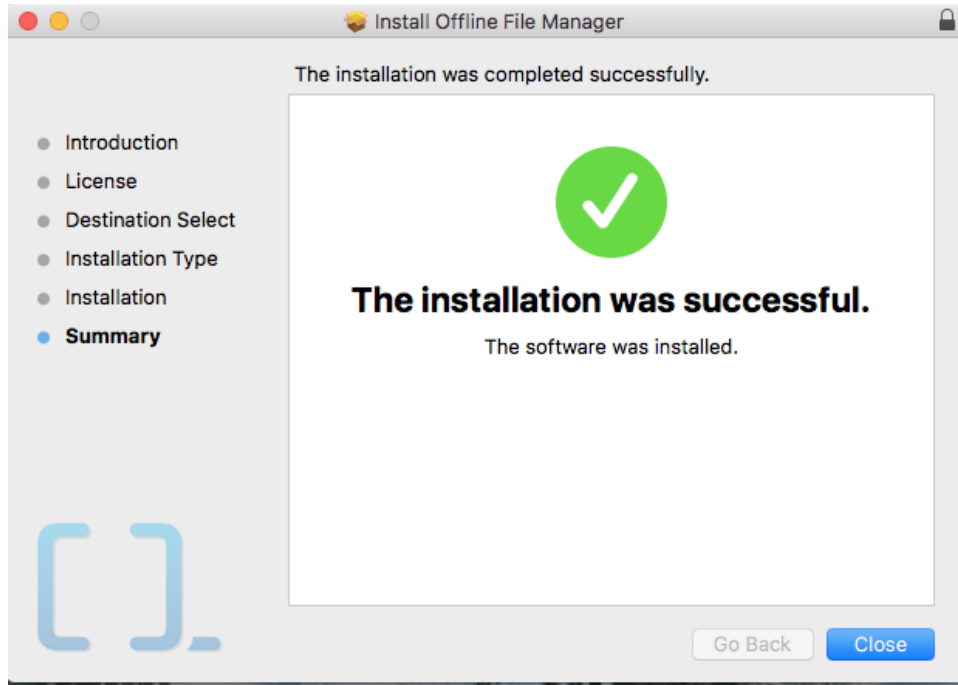 Install Offline File Manager
The installation was completed successfully.
Introduction
License
Destination Select
Installation Type
Installation
Summary
The installation was successful.
The software was installed.
Go Back
Close